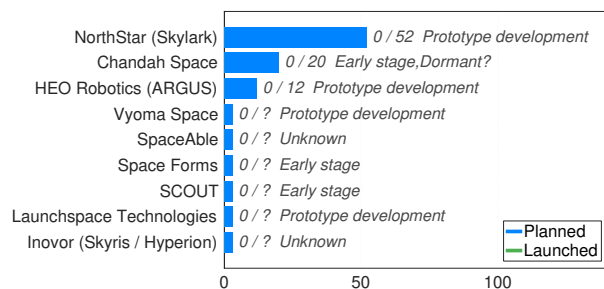 NorthStar (Skylark) 0 / 52 Prototype development
Chandah Space 0 / 20 Early stage,Dormant?
HEO Robotics (ARGUS) 0 / 12 Prototype development
Vyoma Space 0 / ? Prototype development
SpaceAble 0 / ? Unknown
Space Forms 0 / ? Early stage
SCOUT 0 / ? Early stage
Launchspace Technologies 0 / ? Prototype development
Inovor (Skyris / Hyperion) 0 / ? Unknown
Planned
Launched
0 50 100